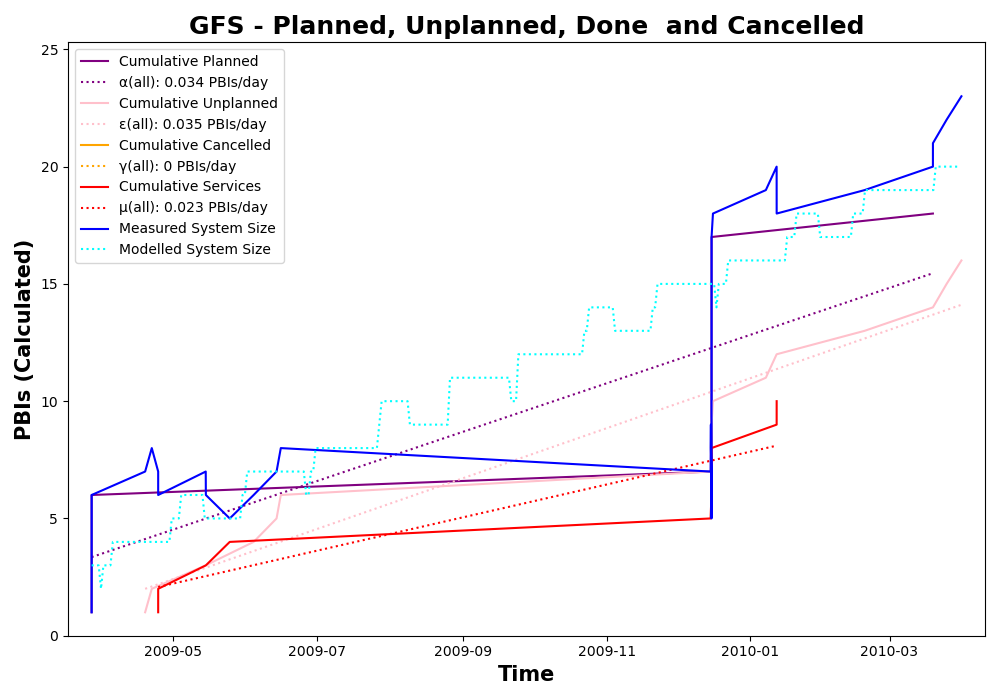 GFS - Planned, Unplanned, Done  and Cancelled
Cumulative Planned
α(all): 0.034 PBIs/day
Cumulative Unplanned
ε(all): 0.035 PBIs/day
Cumulative Cancelled
γ(all): 0 PBIs/day
Cumulative Services
μ(all): 0.023 PBIs/day
Measured System Size
Modelled System Size
PBIs (Calculated)
25
20
15
10
5
0
2009-05 2009-07 2009-09 2009-11 2010-01 2010-03
Time